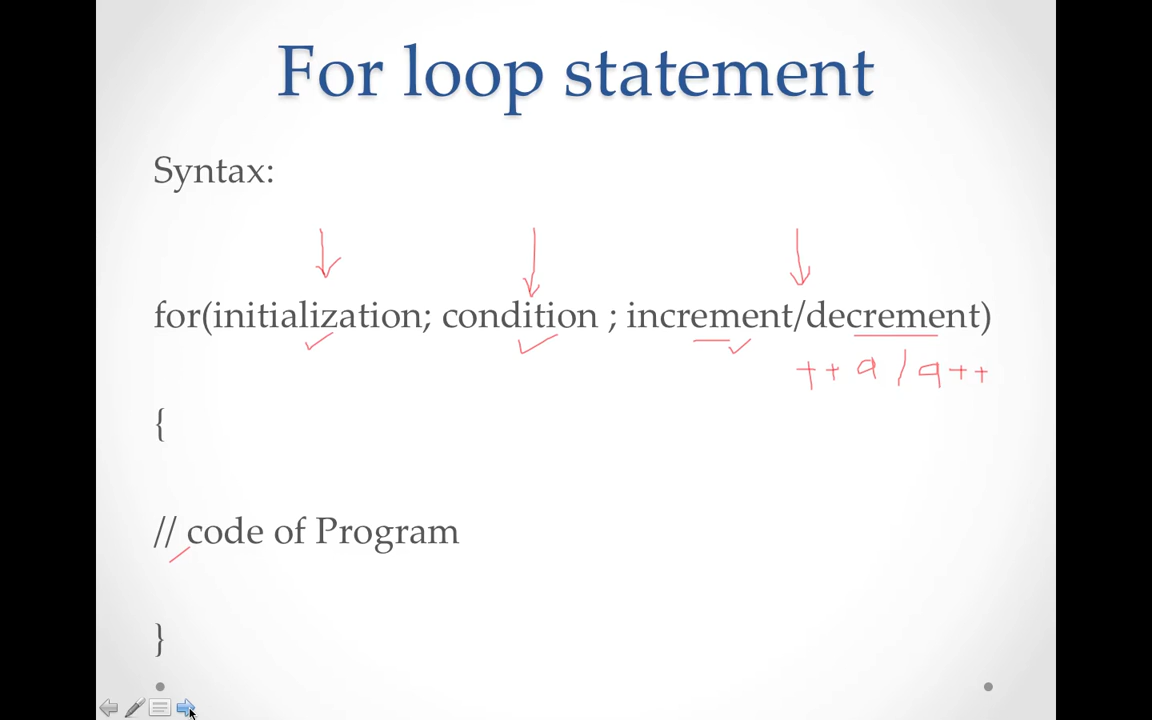 For loop statement
Syntax:
for(initialization; condition ; increment/decrement)
++a / a++
{
// code of Program
}